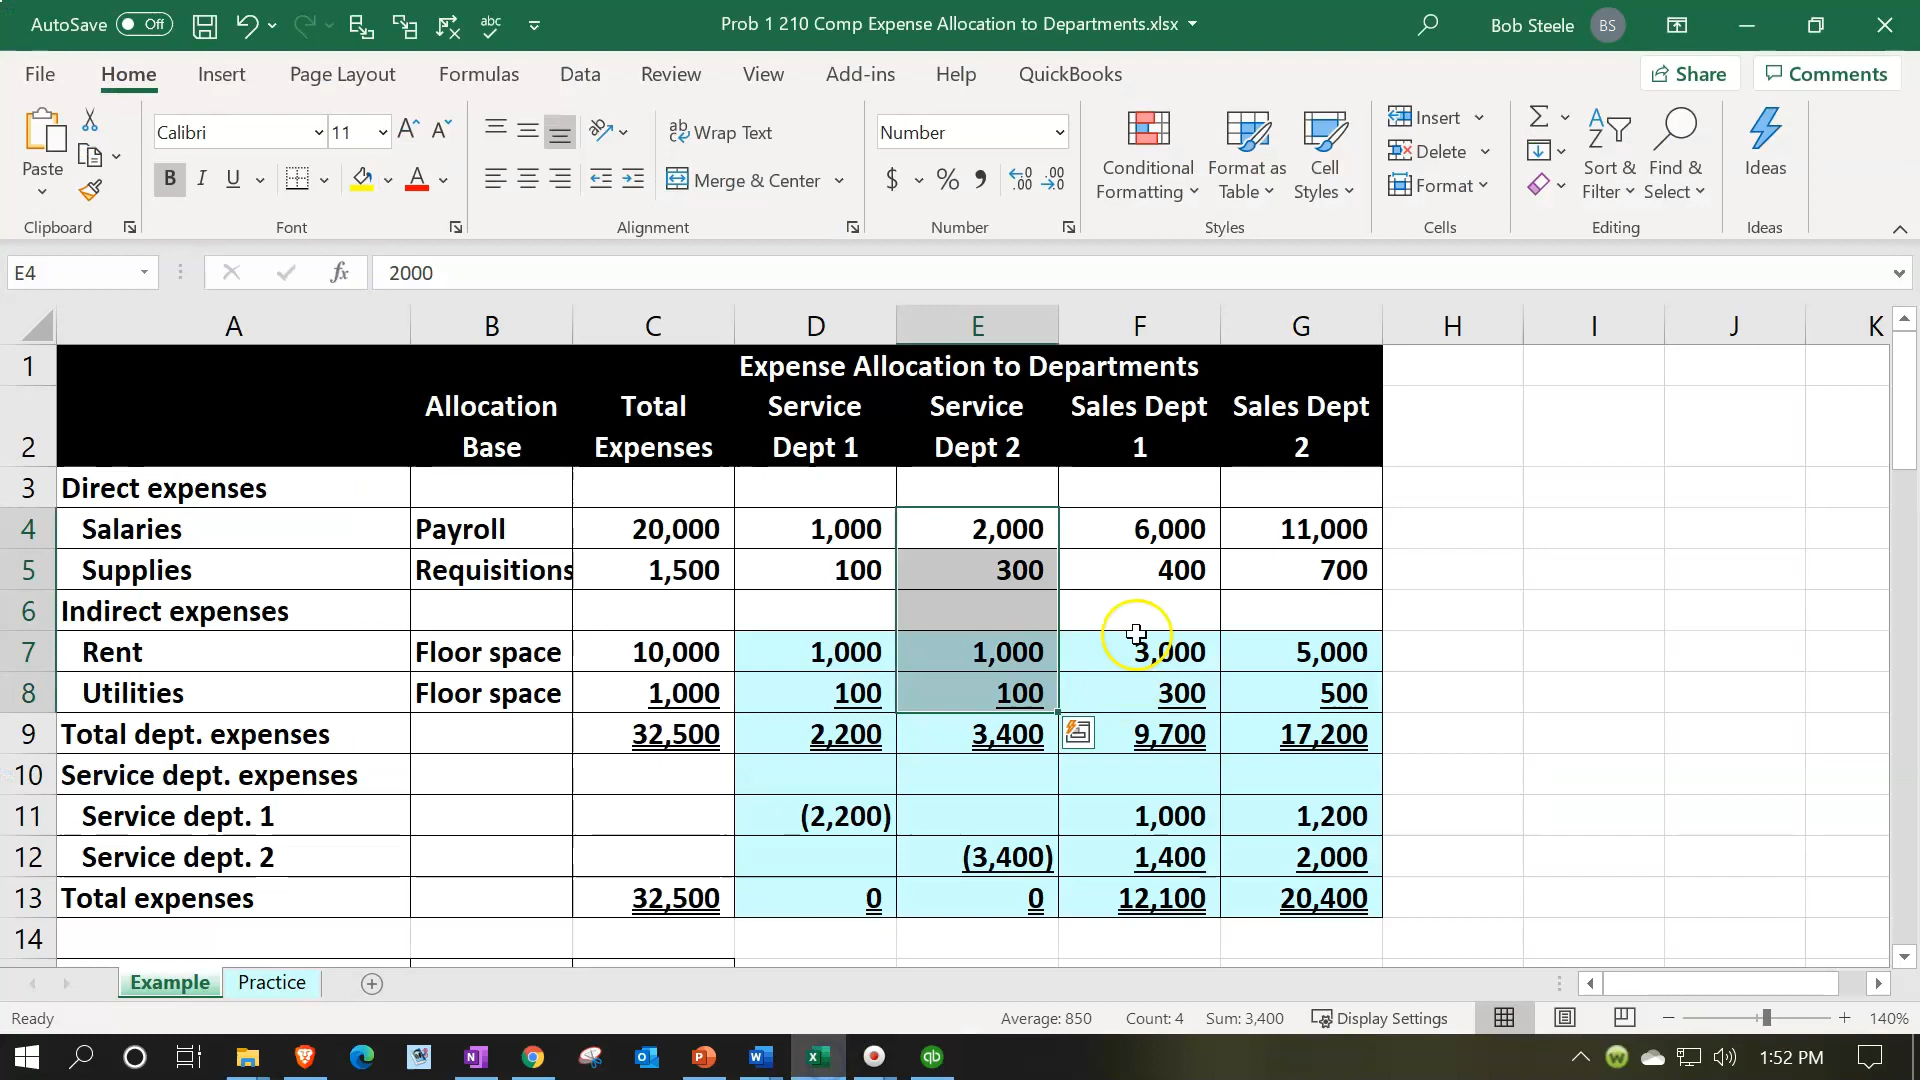 AutoSave Off
Prob 1 210 Comp Expense Allocation to Departments.xlsx
Bob Steele BS
File Home Insert Page Layout Formulas Data Review View Add-ins Help QuickBooks Share Comments
Paste
Clipboard
Calibri 11
B I U
Font
Wrap Text
Merge & Center
Alignment
Number
$ % 9
Number
Conditional Formatting
Format as Table
Cell Styles
Styles
Insert
Delete
Format
Cells
Sort & Filter
Find & Select
Editing
Ideas
Ideas
E4 fx 2000
A B C D E F G H I J K
1 Expense Allocation to Departments
2 Allocation Base Total Expenses Service Dept 1 Service Dept 2 Sales Dept 1 Sales Dept 2
3 Direct expenses
4 Salaries Payroll 20,000 1,000 2,000 6,000 11,000
5 Supplies Requisitions 1,500 100 300 400 700
6 Indirect expenses
7 Rent Floor space 10,000 1,000 1,000 3,000 5,000
8 Utilities Floor space 1,000 100 100 300 500
9 Total dept. expenses 32,500 2,200 3,400 9,700 17,200
10 Service dept. expenses
11 Service dept. 1 (2,200) 1,000 1,200
12 Service dept. 2 (3,400) 1,400 2,000
13 Total expenses 32,500 0 0 12,100 20,400
14
Example Practice
Ready Average: 850 Count: 4 Sum: 3,400 Display Settings 140%
1:52 PM